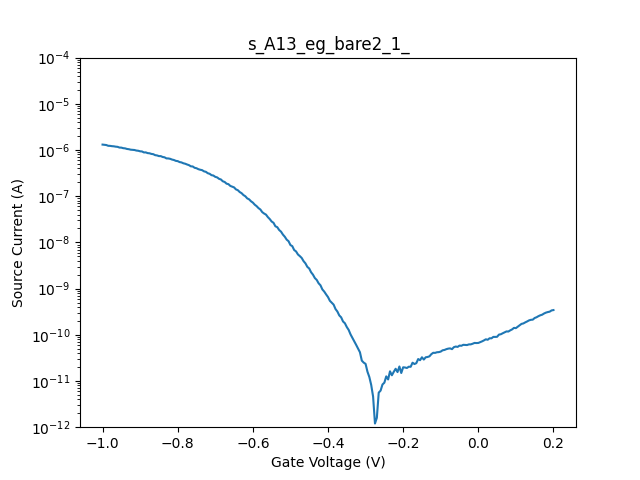 s_A13_eg_bare2_1_
10⁻⁴
10⁻⁵
10⁻⁶
10⁻⁷
10⁻⁸
10⁻⁹
10⁻¹⁰
10⁻¹¹
10⁻¹²
Source Current (A)
−1.0 −0.8 −0.6 −0.4 −0.2 0.0 0.2
Gate Voltage (V)